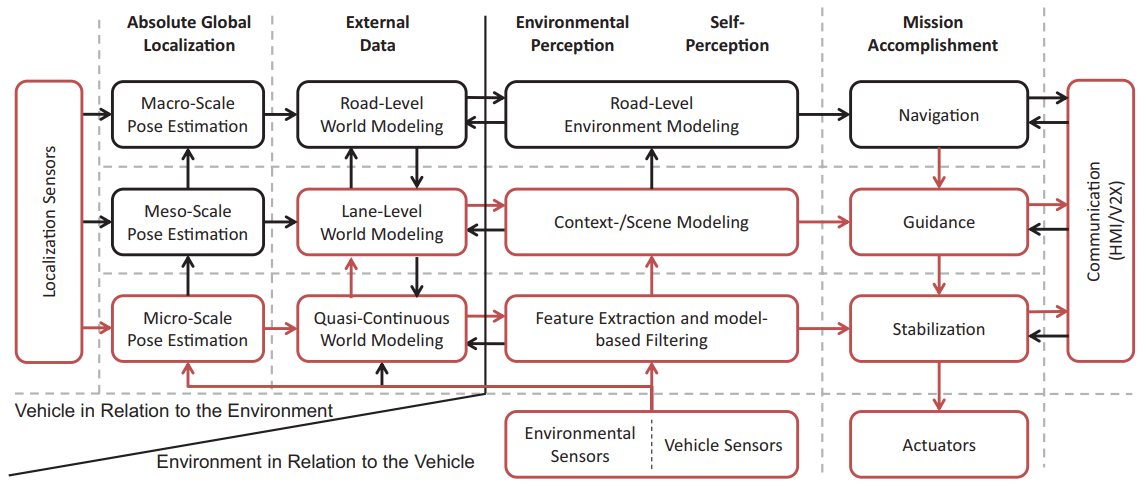 Absolute Global
Localization
External
Data
Environmental
Perception
Self-
Perception
Mission
Accomplishment
Localization Sensors
Macro-Scale
Pose Estimation
Road-Level
World Modeling
Road-Level
Environment Modeling
Navigation
Communication
(HMI/V2X)
Meso-Scale
Pose Estimation
Lane-Level
World Modeling
Context-/Scene Modeling
Guidance
Micro-Scale
Pose Estimation
Quasi-Continuous
World Modeling
Feature Extraction and model-
based Filtering
Stabilization
Vehicle in Relation to the Environment
Environment in Relation to the Vehicle
Environmental
Sensors
Vehicle Sensors
Actuators